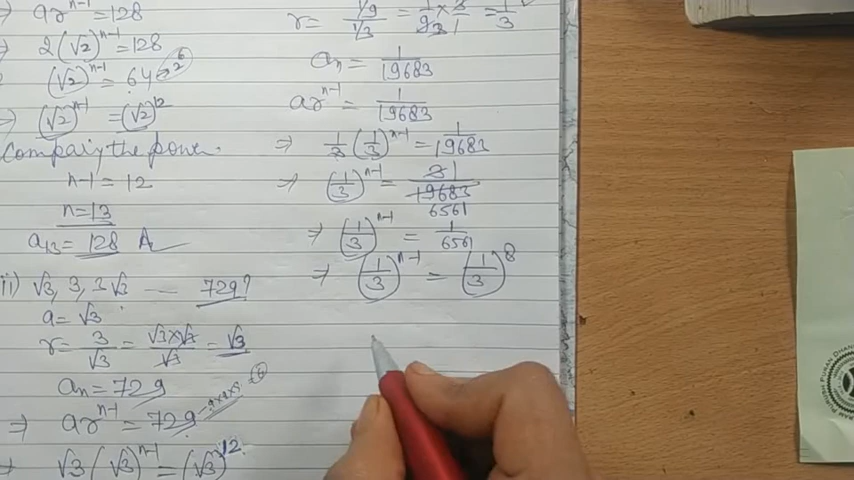 ⇒ ar^(n-1) = 128
⇒ 2(√2)^(n-1) = 128
(√2)^(n-1) = 64 → 2^6
⇒ (√2)^(n-1) = (√2)^12
Compairy the power
n-1 = 12
n=13
a13 = 128 A
ii) √3, 3, 3√3 — 729?
a = √3
r = 3/√3 = √3×√3/√3 = √3
an = 729
⇒ ar^(n-1) = 729
⇒ √3 (√3)^(n-1) = (√3)^12
r = 1/9 / 1/3 = 1/9 × 3/1 = 1/3
an = 1/19683
ar^(n-1) = 1/19683
⇒ 1/3 (1/3)^(n-1) = 1/19683
⇒ (1/3)^(n-1) = 3 1/19683 6561
⇒ (1/3)^(n-1) = 1/6561
⇒ (1/3)^(n-1) = (1/3)^8